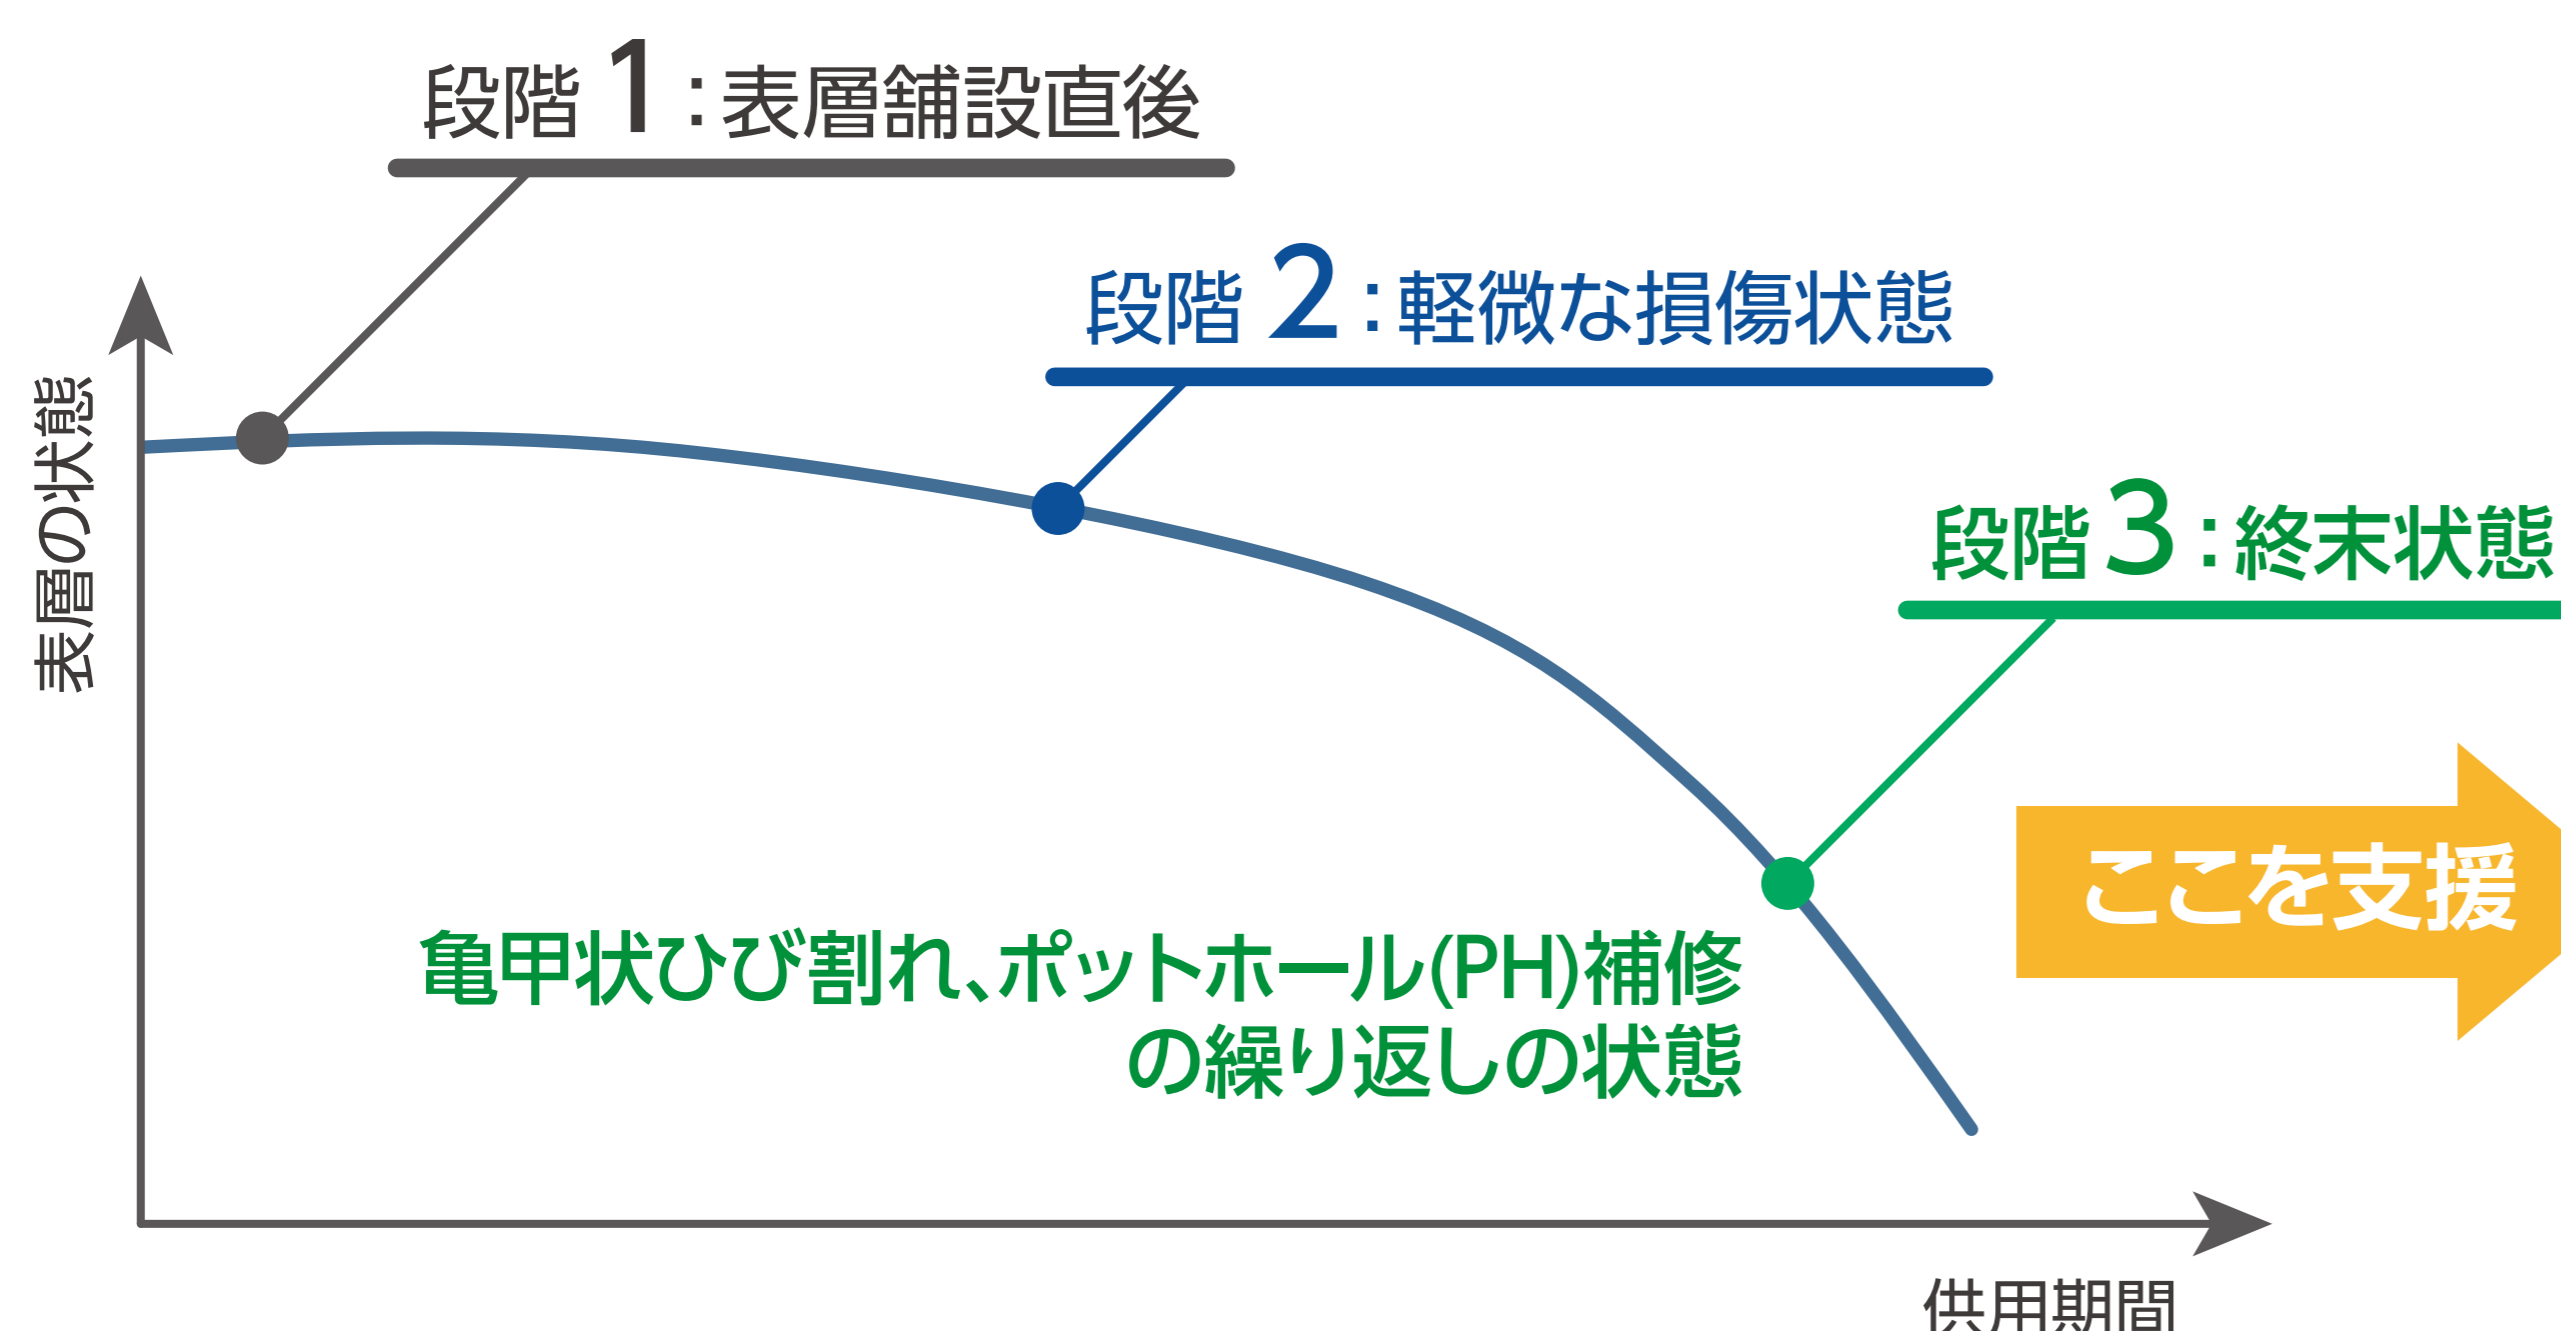 段階 1：表層舗設直後
段階 2：軽微な損傷状態
段階 3：終末状態
表層の状態
ここを支援
亀甲状ひび割れ、ポットホール(PH)補修
の繰り返しの状態
供用期間